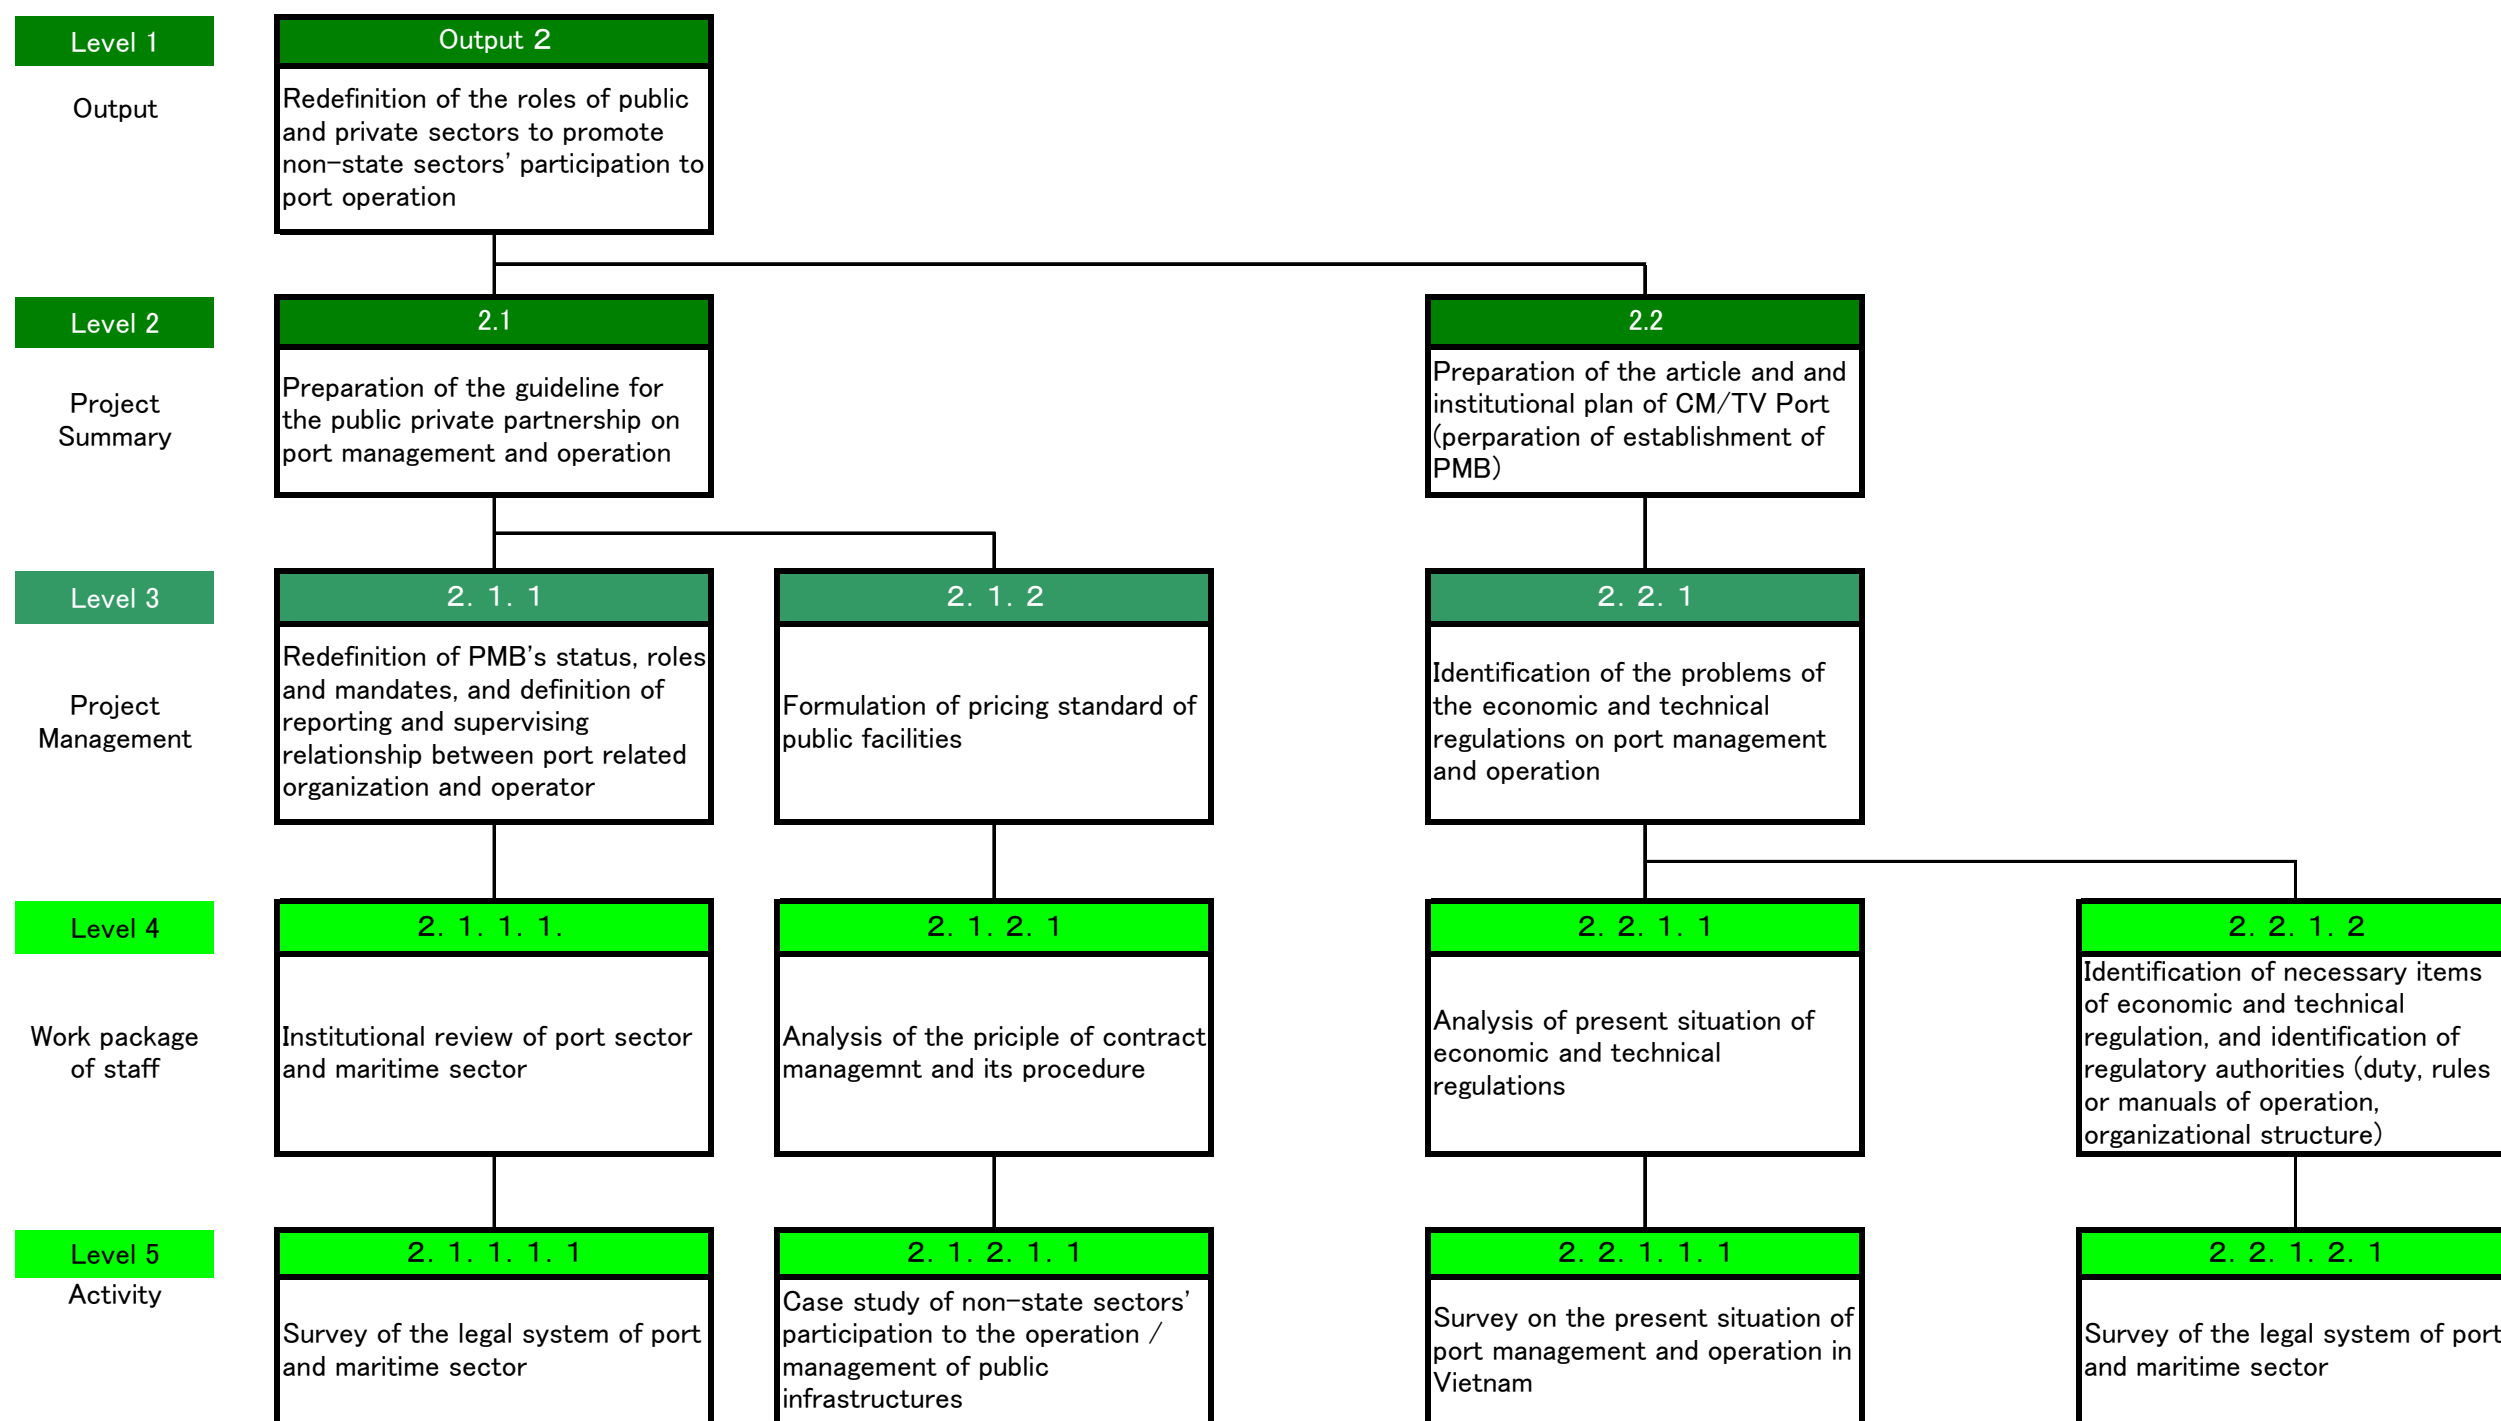 Level 1
Output 2
Output
Redefinition of the roles of public
and private sectors to promote
non-state sectors' participation to
port operation
Level 2
2.1
2.2
Project
Summary
Preparation of the guideline for
the public private partnership on
port management and operation
Preparation of the article and and
institutional plan of CM/TV Port
(perparation of establishment of
PMB)
Level 3
2. 1. 1
2. 1. 2
2. 2. 1
Project
Management
Redefinition of PMB's status, roles
and mandates, and definition of
reporting and supervising
relationship between port related
organization and operator
Formulation of pricing standard of
public facilities
Identification of the problems of
the economic and technical
regulations on port management
and operation
Level 4
2. 1. 1. 1.
2. 1. 2. 1
2. 2. 1. 1
2. 2. 1. 2
Work package
of staff
Institutional review of port sector
and maritime sector
Analysis of the priciple of contract
managemnt and its procedure
Analysis of present situation of
economic and technical
regulations
Identification of necessary items
of economic and technical
regulation, and identification of
regulatory authorities (duty, rules
or manuals of operation,
organizational structure)
Level 5
2. 1. 1. 1. 1
2. 1. 2. 1. 1
2. 2. 1. 1. 1
2. 2. 1. 2. 1
Activity
Survey of the legal system of port
and maritime sector
Case study of non-state sectors'
participation to the operation /
management of public
infrastructures
Survey on the present situation of
port management and operation in
Vietnam
Survey of the legal system of port
and maritime sector